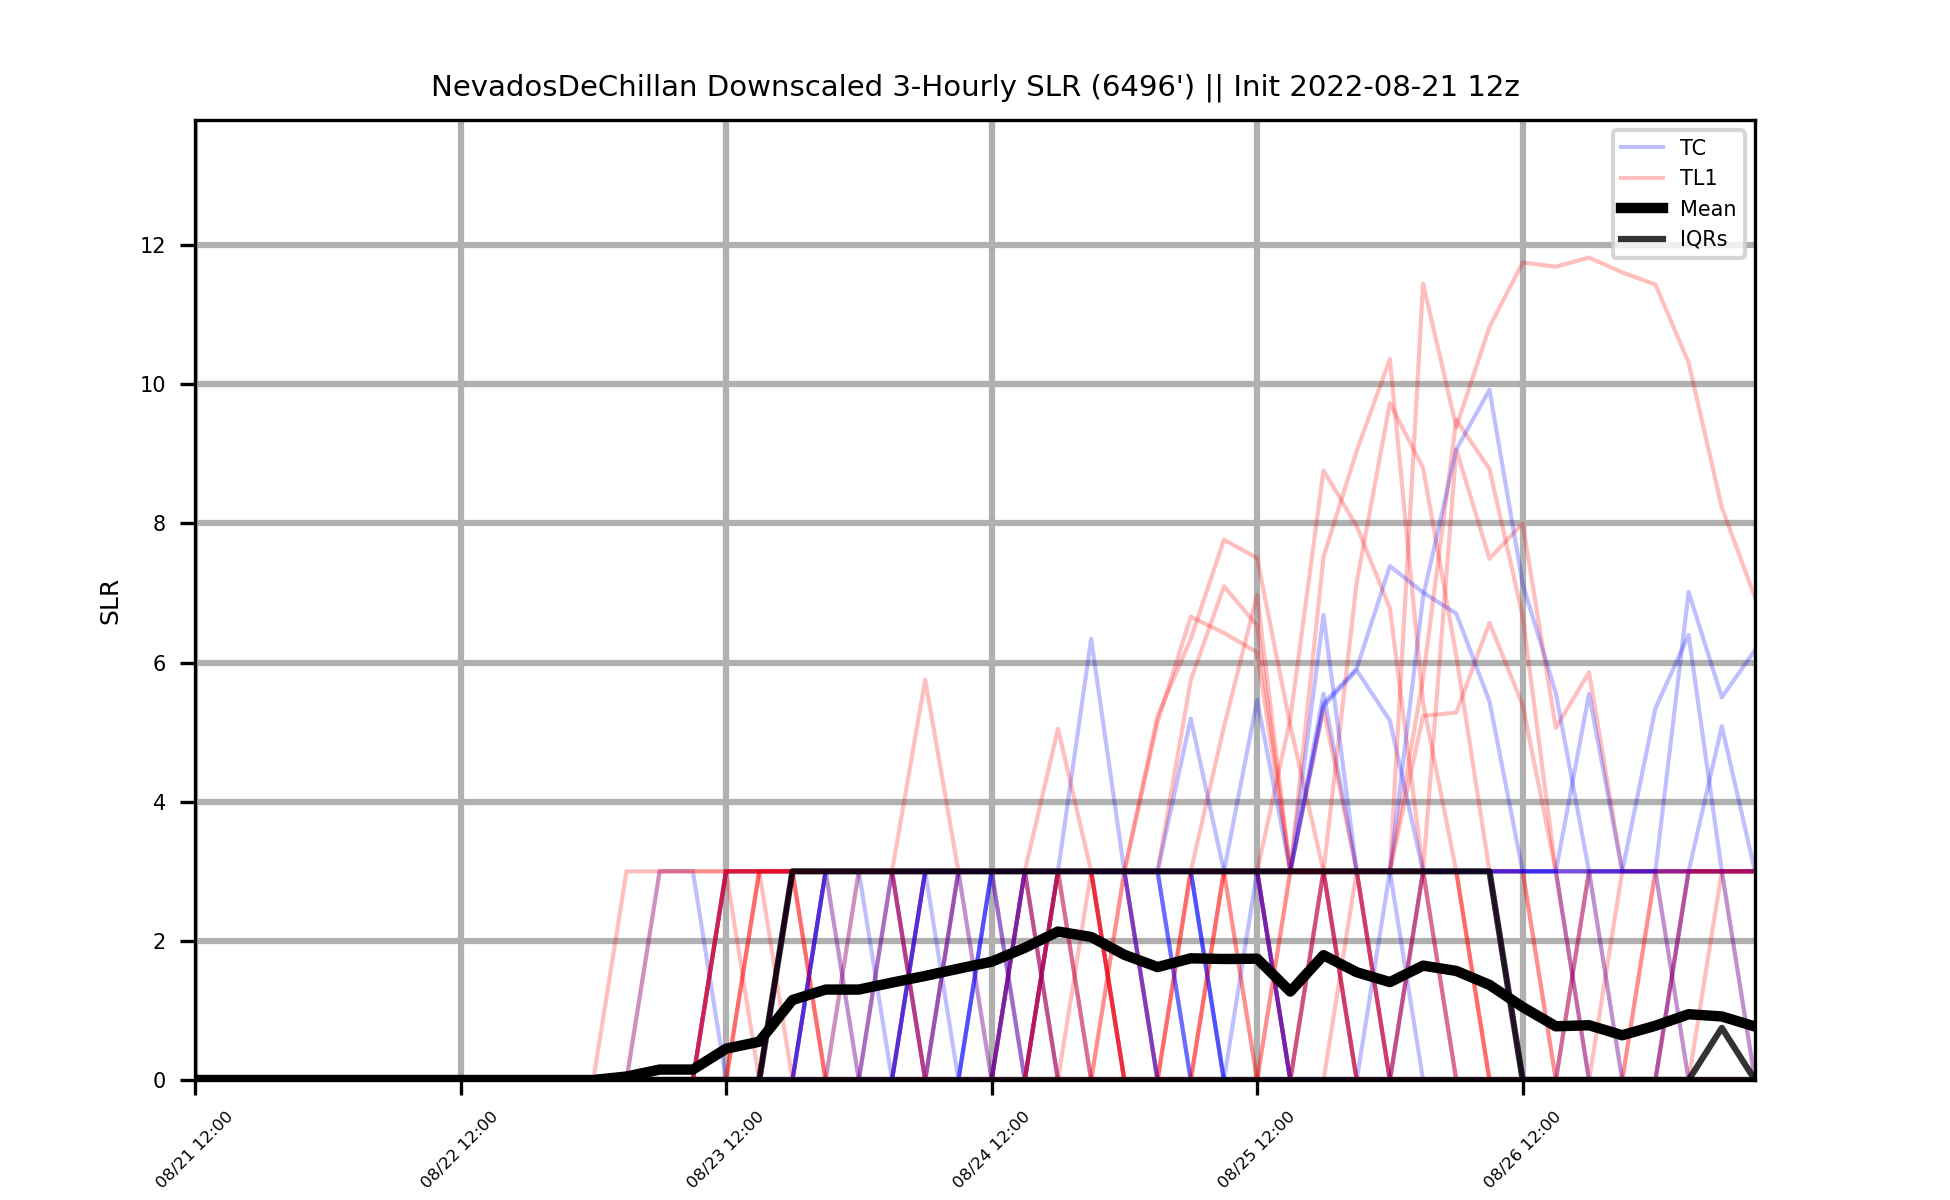 NevadosDeChillan Downscaled 3-Hourly SLR (6496') || Init 2022-08-21 12z
TC
TL1
Mean
IQRs
SLR
12
10
8
6
4
2
0
08/21 12:00
08/22 12:00
08/23 12:00
08/24 12:00
08/25 12:00
08/26 12:00